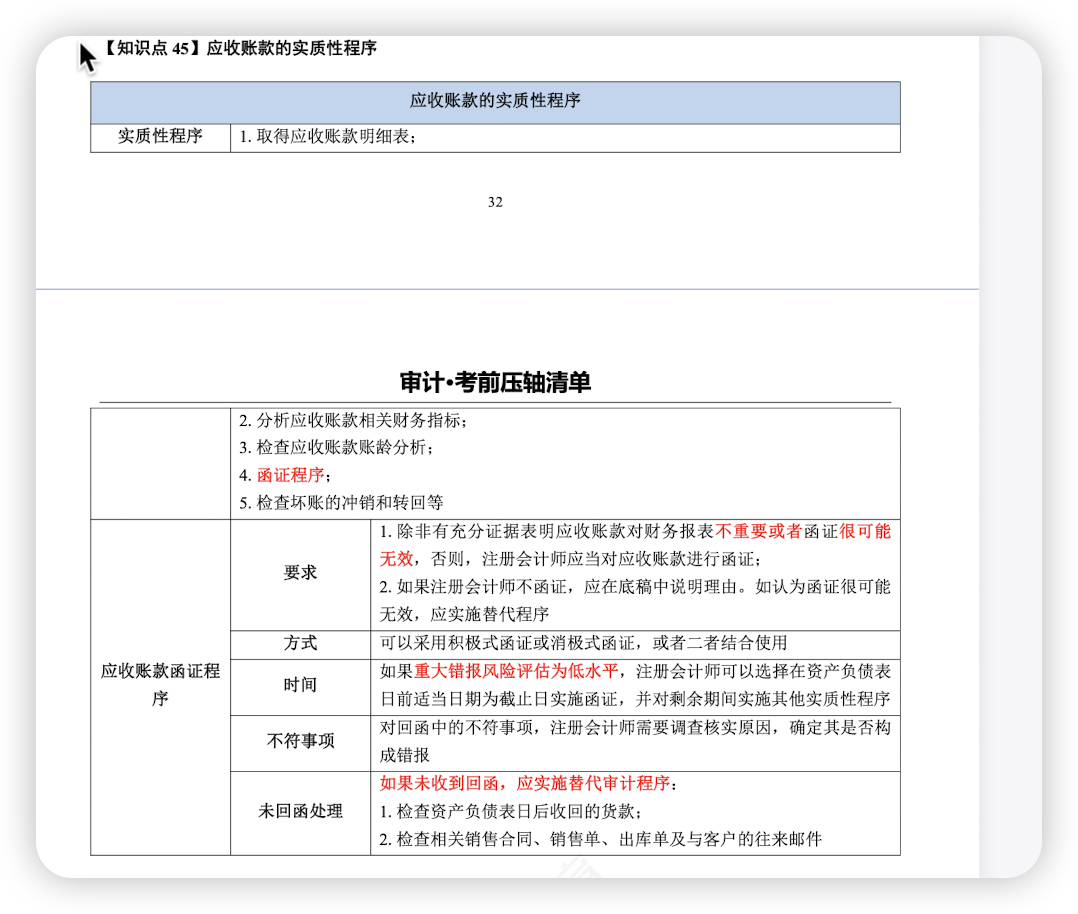 【知识点 45】应收账款的实质性程序
应收账款的实质性程序
实质性程序
1. 取得应收账款明细表；
32
审计•考前压轴清单
2. 分析应收账款相关财务指标；
3. 检查应收账款账龄分析；
4. 函证程序；
5. 检查坏账的冲销和转回等
应收账款函证程
序
要求
1. 除非有充分证据表明应收账款对财务报表不重要或者函证很可能
无效，否则，注册会计师应当对应收账款进行函证；
2. 如果注册会计师不函证，应在底稿中说明理由。如认为函证很可能
无效，应实施替代程序
方式
可以采用积极式函证或消极式函证，或者二者结合使用
时间
如果重大错报风险评估为低水平，注册会计师可以选择在资产负债表
日前适当日期为截止日实施函证，并对剩余期间实施其他实质性程序
不符事项
对回函中的不符事项，注册会计师需要调查核实原因，确定其是否构
成错报
未回函处理
如果未收到回函，应实施替代审计程序：
1. 检查资产负债表日后收回的货款；
2. 检查相关销售合同、销售单、出库单及与客户的往来邮件